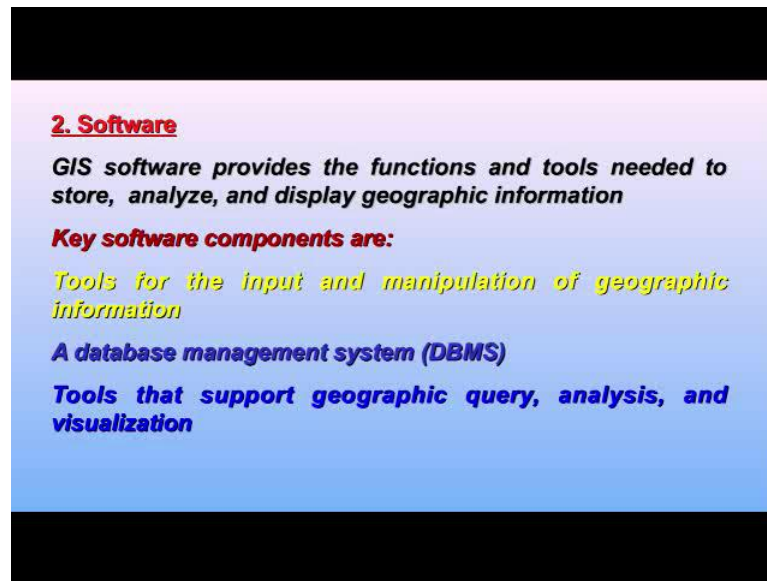 2. Software
GIS software provides the functions and tools needed to
store, analyze, and display geographic information
Key software components are:
Tools for the input and manipulation of geographic
information
A database management system (DBMS)
Tools that support geographic query, analysis, and
visualization